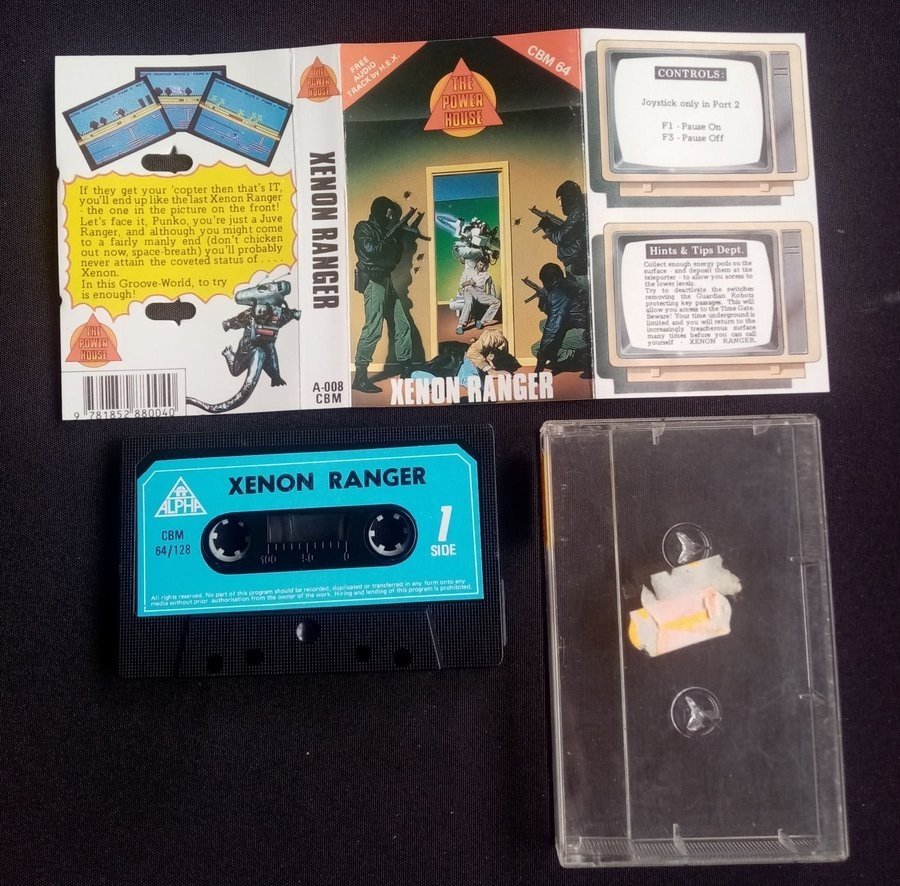 If they get your 'copter then that's IT,
you'll end up like the last Xenon Ranger
- the one in the picture on the front!
Let's face it, Punko, you're just a Juve
Ranger, and although you might come
to a fairly manly end (don't chicken
out now, space-breath) you'll probably
never attain the coveted status of . . . .
Xenon.
In this Groove-World, to try
is enough!
THE
POWER
HOUSE
9 781852 880040
THE
POWER
HOUSE
XENON RANGER
A-008
CBM
FREE
AUDIO
TRACK by H.E.X.
CBM 64
THE
POWER
HOUSE
XENON RANGER
CONTROLS:
Joystick only in Port 2
F1 - Pause On
F3 - Pause Off
Hints & Tips Dept.
Collect enough energy pods on the
surface - and deposit them at the
teleporter - to allow you access to
the lower levels.
Try to deactivate the switches
removing the Guardian Robots
protecting key passages. This will
allow you access to the Time Gate.
Beware! Your time underground is
limited and you will return to the
increasingly treacherous surface
many times before you can call
yourself - XENON RANGER.
ALPHA
XENON RANGER
CBM
64/128
1
SIDE
100 50 0
All rights reserved. No part of this program should be recorded, duplicated or transferred in any form onto any
media without prior authorisation from the owner of the work. Hiring and lending of this program is prohibited.